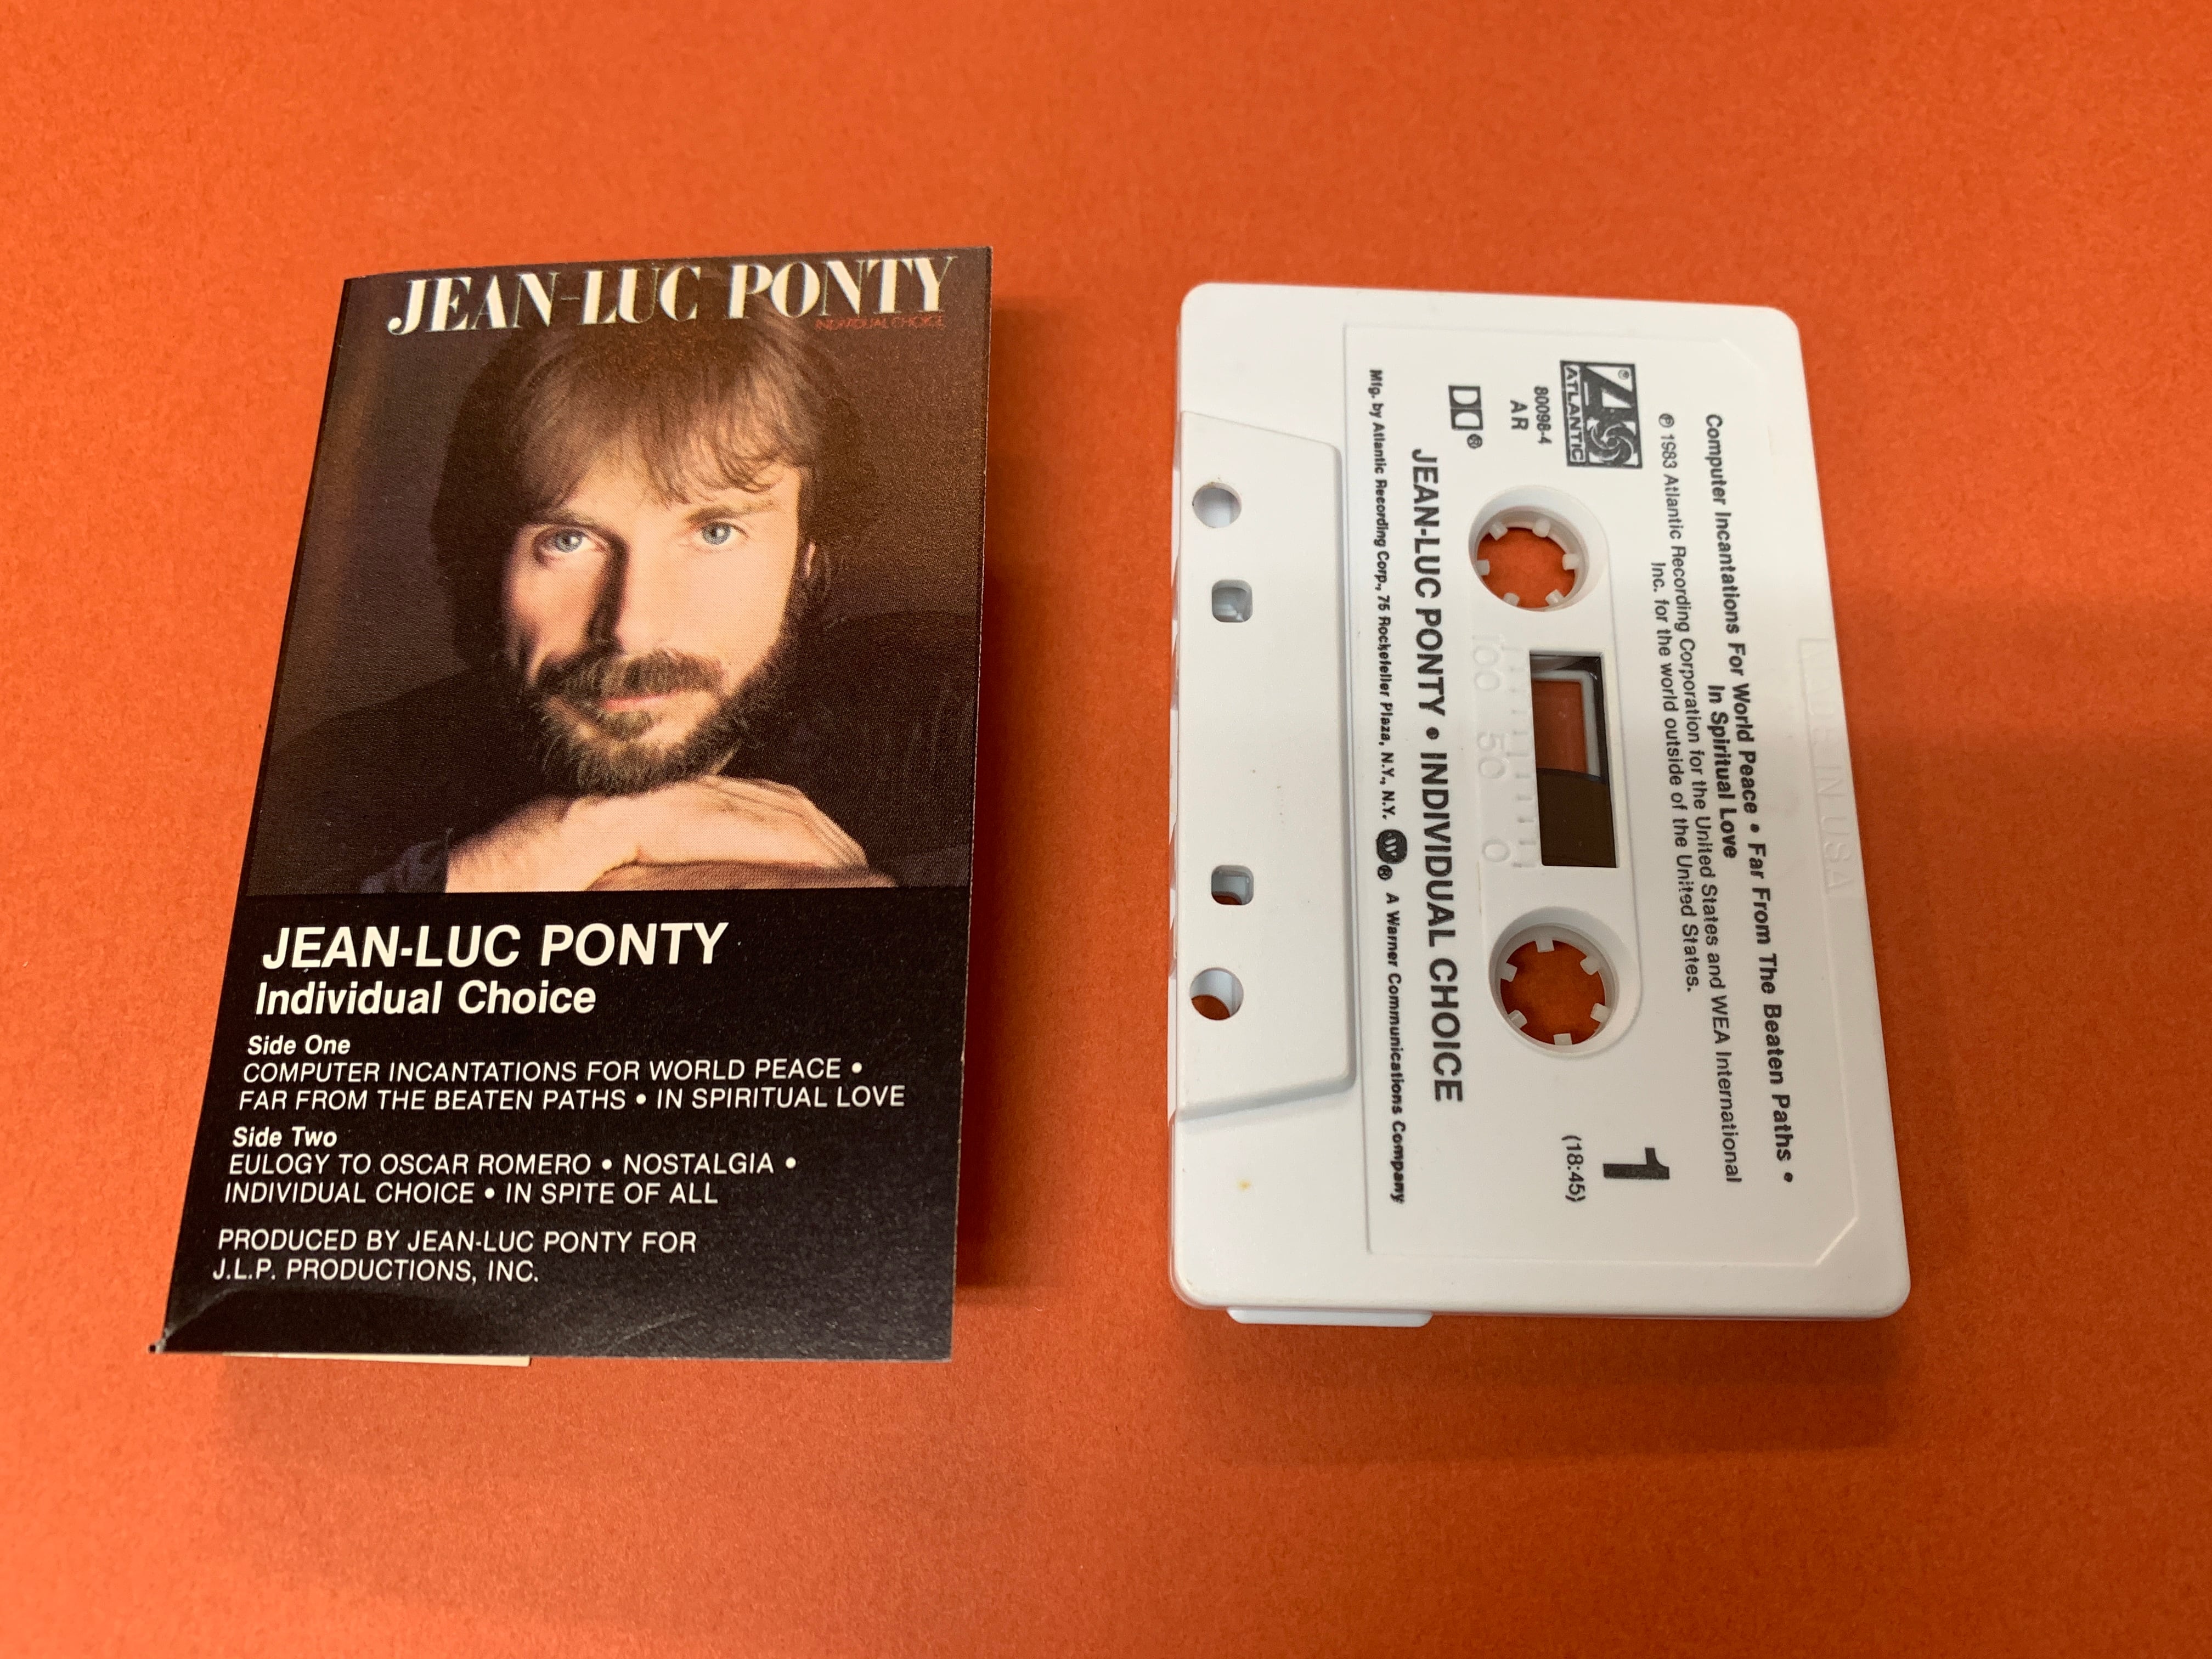 JEAN-LUC PONTY
INDIVIDUAL CHOICE
JEAN-LUC PONTY
Individual Choice
Side One
COMPUTER INCANTATIONS FOR WORLD PEACE •
FAR FROM THE BEATEN PATHS • IN SPIRITUAL LOVE
Side Two
EULOGY TO OSCAR ROMERO • NOSTALGIA •
INDIVIDUAL CHOICE • IN SPITE OF ALL
PRODUCED BY JEAN-LUC PONTY FOR
J.L.P. PRODUCTIONS, INC.
Computer Incantations For World Peace • Far From The Beaten Paths •
In Spiritual Love
℗ 1983 Atlantic Recording Corporation for the United States and WEA International
Inc. for the world outside of the United States.
ATLANTIC®
80098-4
AR
1
(18:45)
100 50 0
JEAN-LUC PONTY • INDIVIDUAL CHOICE
Mfg. by Atlantic Recording Corp., 75 Rockefeller Plaza, N.Y., N.Y. W® A Warner Communications Company
IN USA